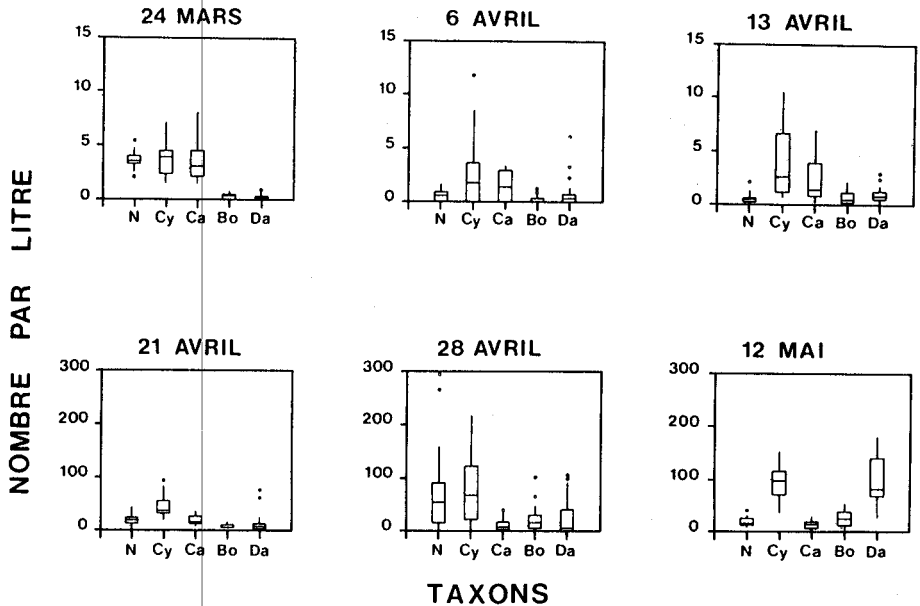 24 MARS 6 AVRIL 13 AVRIL
15 15 15
10 10 10
5 5 5
0 0 0
N Cy Ca Bo Da N Cy Ca Bo Da N Cy Ca Bo Da
NOMBRE PAR LITRE
21 AVRIL 28 AVRIL 12 MAI
300 300 300
200 200 200
100 100 100
0 0 0
N Cy Ca Bo Da N Cy Ca Bo Da N Cy Ca Bo Da
TAXONS